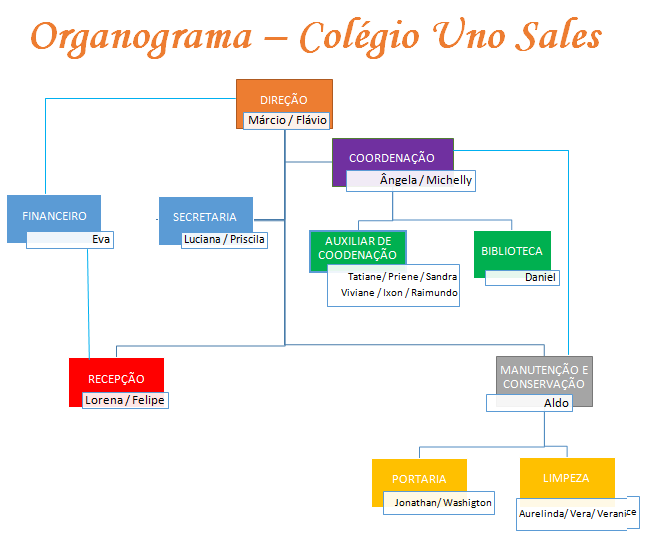 Organograma – Colégio Uno Sales
DIREÇÃO
Márcio / Flávio
COORDENAÇÃO
Ângela / Michelly
FINANCEIRO
Eva
SECRETARIA
Luciana / Priscila
AUXILIAR DE
COODENAÇÃO
Tatiane / Priene / Sandra
Viviane / Ixon / Raimundo
BIBLIOTECA
Daniel
RECEPÇÃO
Lorena / Felipe
MANUTENÇÃO E
CONSERVAÇÃO
Aldo
PORTARIA
Jonathan/ Washigton
LIMPEZA
Aurelinda/ Vera/ Veranice